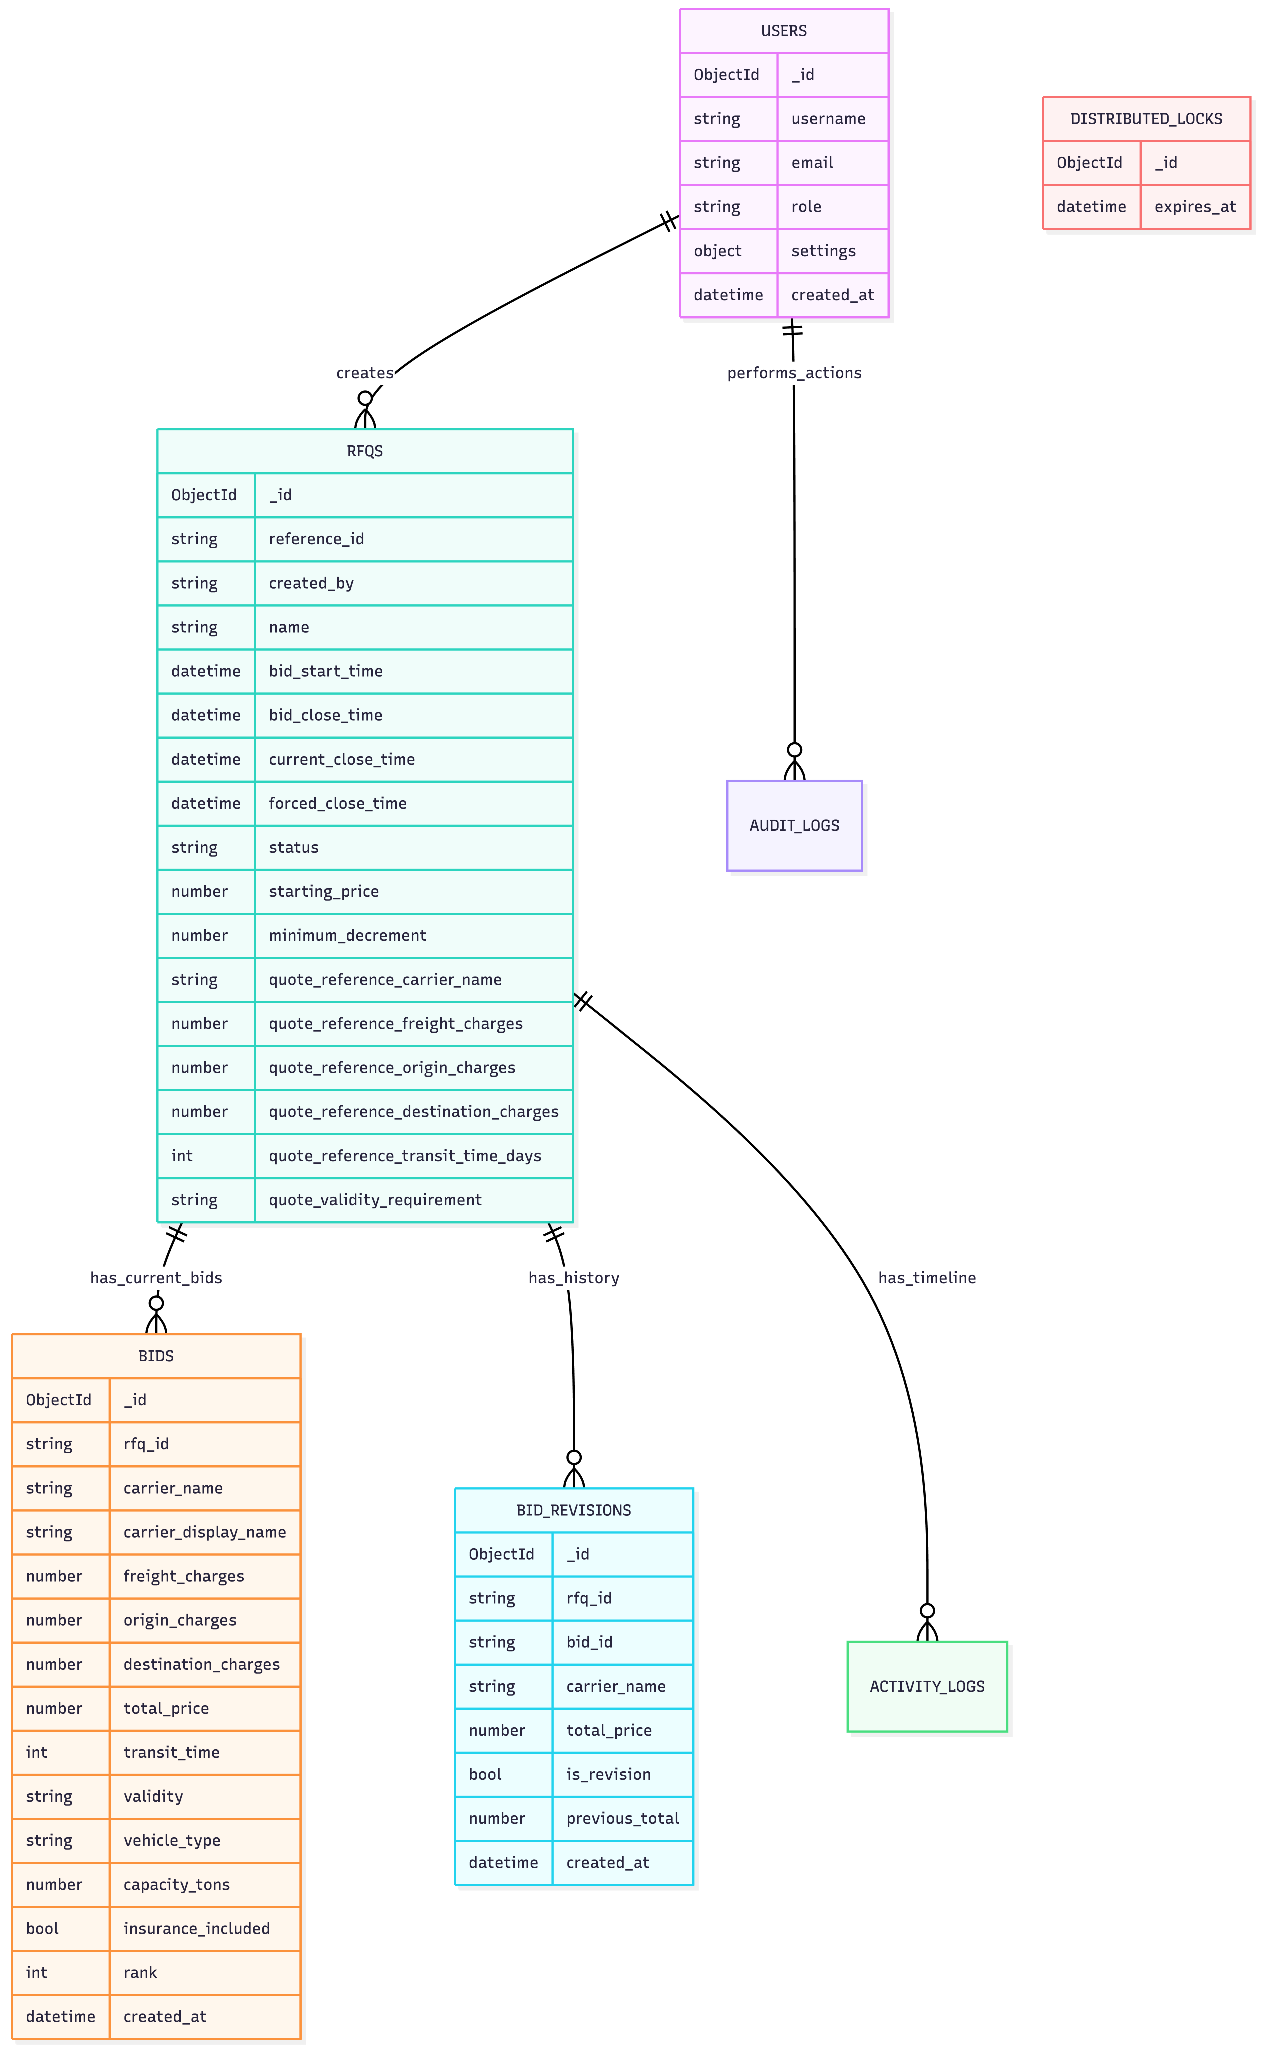 USERS
ObjectId _id
string username
string email
string role
object settings
datetime created_at
DISTRIBUTED_LOCKS
ObjectId _id
datetime expires_at
creates
performs_actions
RFQS
ObjectId _id
string reference_id
string created_by
string name
datetime bid_start_time
datetime bid_close_time
datetime current_close_time
datetime forced_close_time
string status
number starting_price
number minimum_decrement
string quote_reference_carrier_name
number quote_reference_freight_charges
number quote_reference_origin_charges
number quote_reference_destination_charges
int quote_reference_transit_time_days
string quote_validity_requirement
AUDIT_LOGS
has_current_bids
has_history
has_timeline
BIDS
ObjectId _id
string rfq_id
string carrier_name
string carrier_display_name
number freight_charges
number origin_charges
number destination_charges
number total_price
int transit_time
string validity
string vehicle_type
number capacity_tons
bool insurance_included
int rank
datetime created_at
BID_REVISIONS
ObjectId _id
string rfq_id
string bid_id
string carrier_name
number total_price
bool is_revision
number previous_total
datetime created_at
ACTIVITY_LOGS